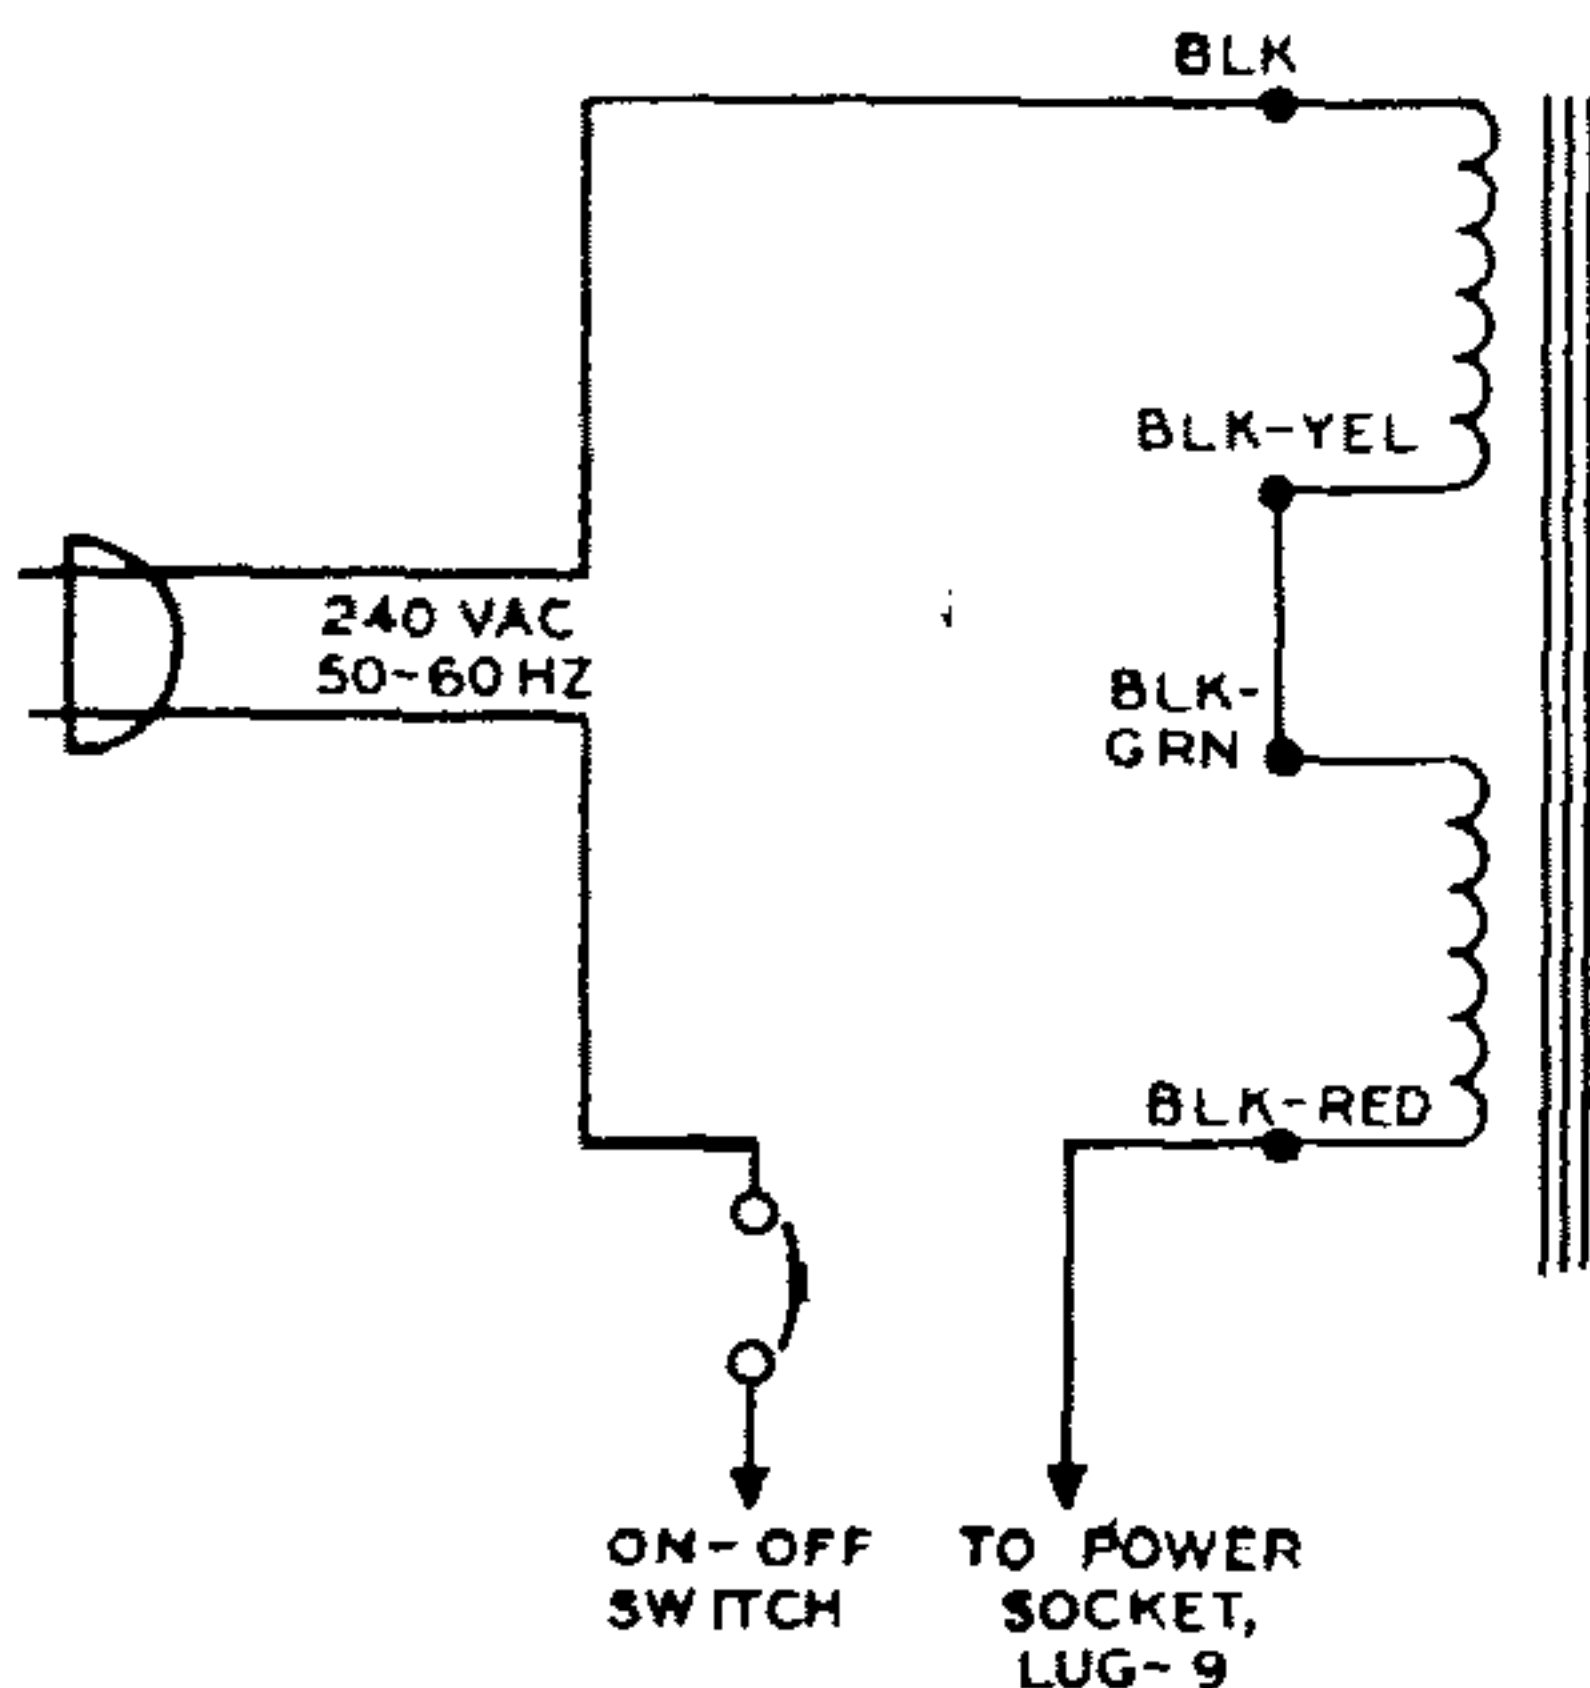 BLK
BLK-YEL
240 VAC
50~60 HZ
BLK-
GRN
BLK-RED
ON-OFF
SWITCH
TO POWER
SOCKET,
LUG~9